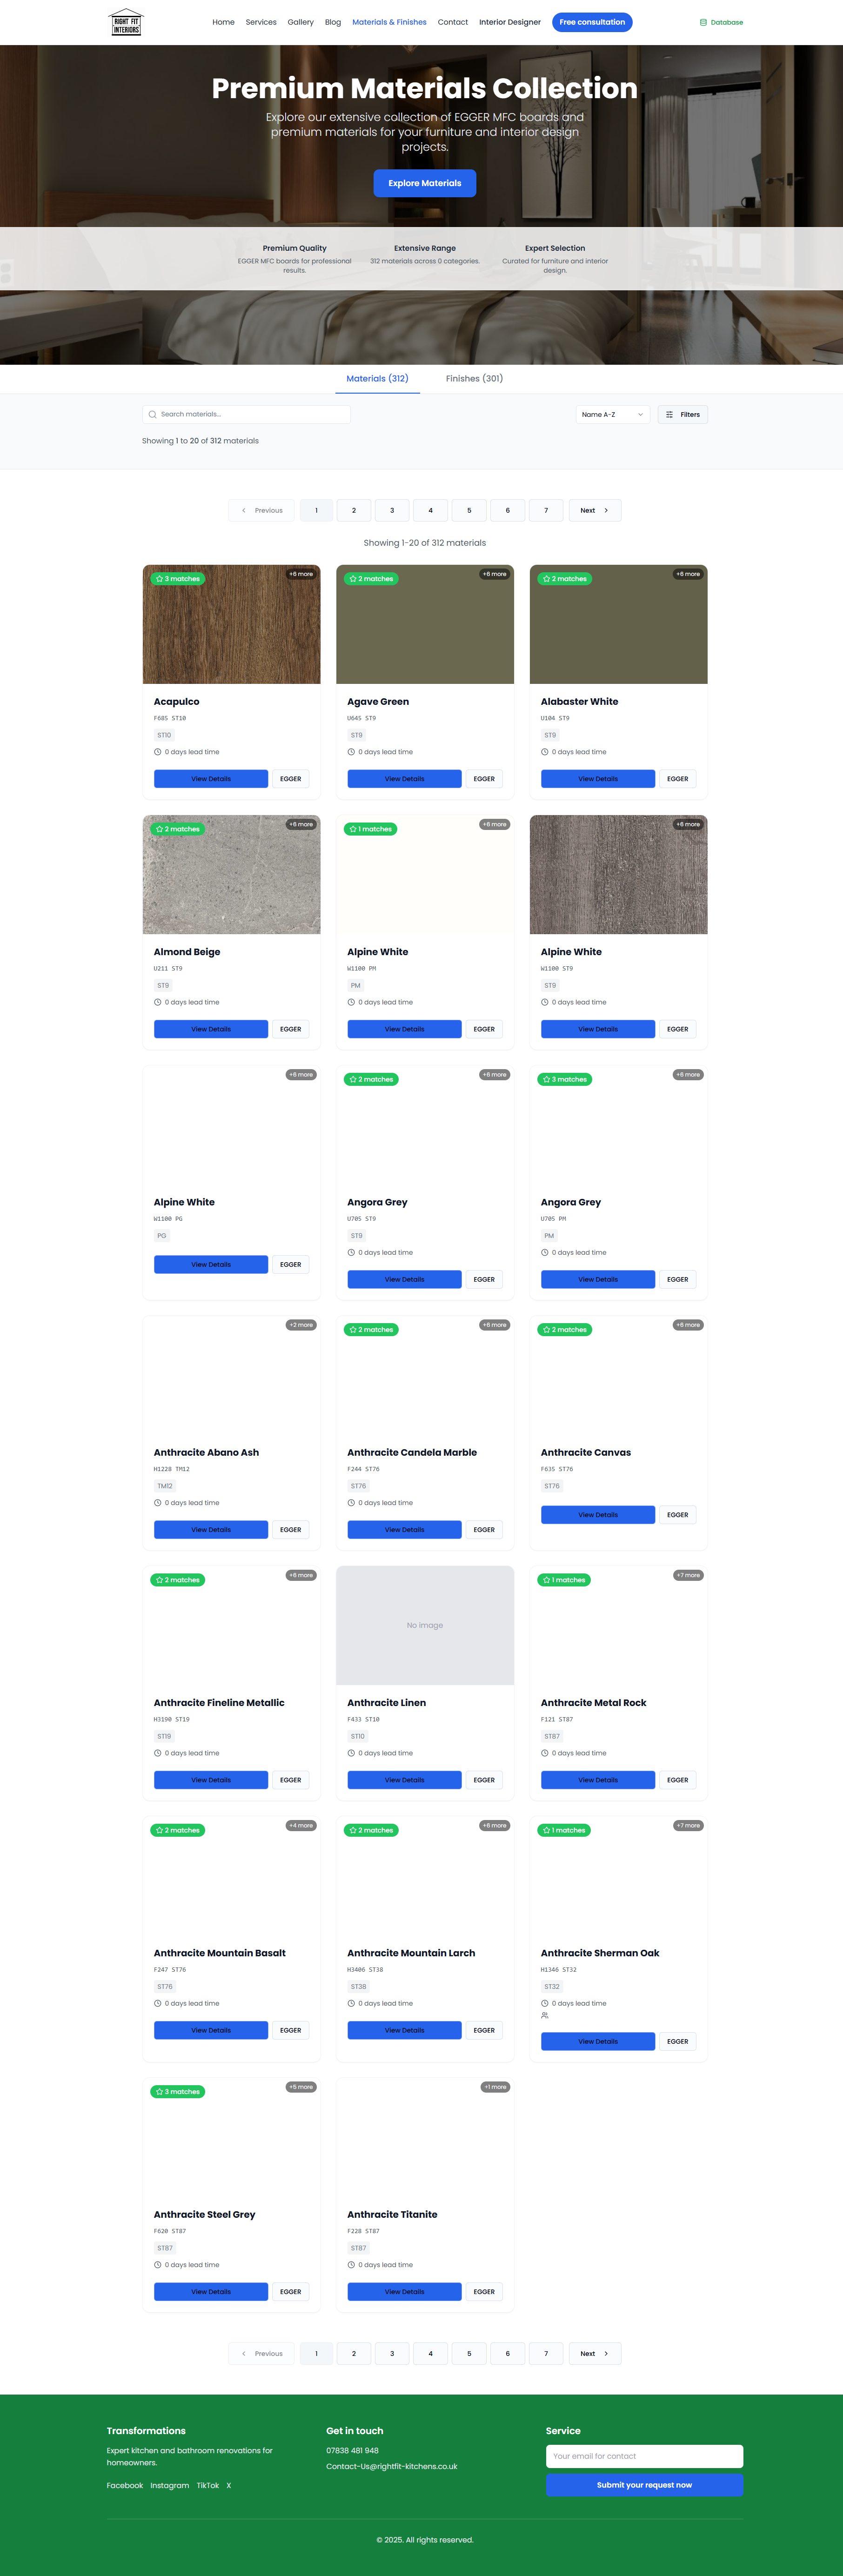 RIGHT FIT
INTERIORS
Home Services Gallery Blog Materials & Finishes Contact Interior Designer Free consultation Database
Premium Materials Collection
Explore our extensive collection of EGGER MFC boards and
premium materials for your furniture and interior design
projects.
Explore Materials
Premium Quality Extensive Range Expert Selection
EGGER MFC boards for professional results. 312 materials across 0 categories. Curated for furniture and interior design.
Materials (312) Finishes (301)
Search materials... Name A-Z Filters
Showing 1 to 20 of 312 materials
Previous 1 2 3 4 5 6 7 Next
Showing 1-20 of 312 materials
3 matches +6 more 2 matches +6 more 2 matches +6 more
Acapulco Agave Green Alabaster White
F685 ST10 U645 ST9 U104 ST9
ST10 ST9 ST9
0 days lead time 0 days lead time 0 days lead time
View Details EGGER View Details EGGER View Details EGGER
2 matches +6 more 1 matches +6 more +6 more
Almond Beige Alpine White Alpine White
U211 ST9 W1100 PM W1100 ST9
ST9 PM ST9
0 days lead time 0 days lead time 0 days lead time
View Details EGGER View Details EGGER View Details EGGER
+6 more 2 matches +6 more 3 matches +6 more
Alpine White Angora Grey Angora Grey
W1100 PG U705 ST9 U705 PM
PG ST9 PM
0 days lead time 0 days lead time
View Details EGGER View Details EGGER View Details EGGER
+2 more 2 matches +6 more 2 matches +6 more
Anthracite Abano Ash Anthracite Candela Marble Anthracite Canvas
H1228 TM12 F244 ST76 F635 ST76
TM12 ST76 ST76
0 days lead time 0 days lead time
View Details EGGER View Details EGGER View Details EGGER
2 matches +6 more No image 1 matches +7 more
Anthracite Fineline Metallic Anthracite Linen Anthracite Metal Rock
H3190 ST19 F433 ST10 F121 ST87
ST19 ST10 ST87
0 days lead time 0 days lead time 0 days lead time
View Details EGGER View Details EGGER View Details EGGER
2 matches +4 more 2 matches +6 more 1 matches +7 more
Anthracite Mountain Basalt Anthracite Mountain Larch Anthracite Sherman Oak
F247 ST76 H3406 ST38 H1346 ST32
ST76 ST38 ST32
0 days lead time 0 days lead time 0 days lead time
View Details EGGER View Details EGGER View Details EGGER
3 matches +5 more +1 more
Anthracite Steel Grey Anthracite Titanite
F620 ST87 F228 ST87
ST87 ST87
0 days lead time 0 days lead time
View Details EGGER View Details EGGER
Previous 1 2 3 4 5 6 7 Next
Transformations Get in touch Service
Expert kitchen and bathroom renovations for
homeowners.
07838 481 948
Contact-Us@rightfit-kitchens.co.uk
Your email for contact
Submit your request now
Facebook Instagram TikTok X
© 2025. All rights reserved.